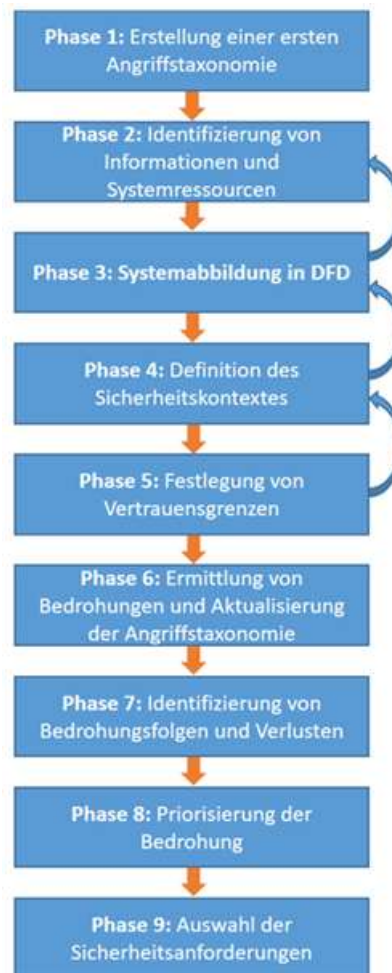 Phase 1: Erstellung einer ersten
Angriffstaxonomie
Phase 2: Identifizierung von
Informationen und
Systemressourcen
Phase 3: Systemabbildung in DFD
Phase 4: Definition des
Sicherheitskontextes
Phase 5: Festlegung von
Vertrauensgrenzen
Phase 6: Ermittlung von
Bedrohungen und Aktualisierung
der Angriffstaxonomie
Phase 7: Identifizierung von
Bedrohungsfolgen und Verlusten
Phase 8: Priorisierung der
Bedrohung
Phase 9: Auswahl der
Sicherheitsanforderungen